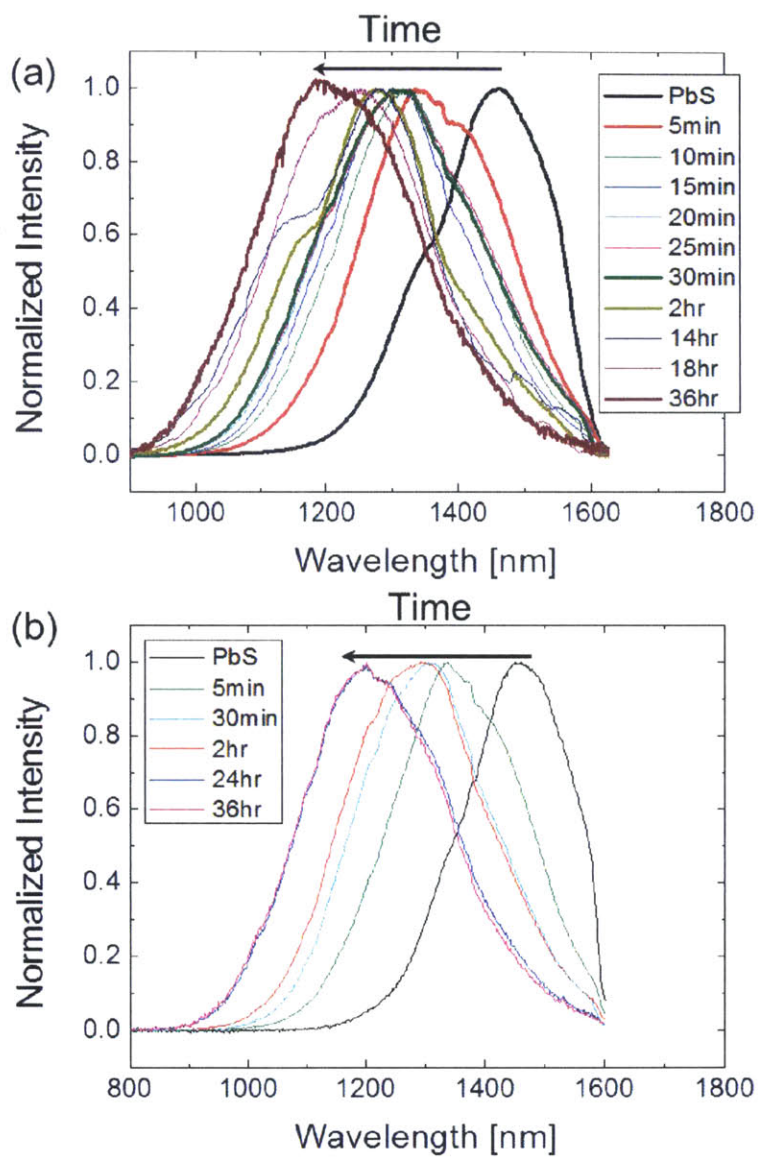 Time
(a)
1.0
0.8
0.6
0.4
0.2
0.0
Normalized Intensity
PbS
5min
10min
15min
20min
25min
30min
2hr
14hr
18hr
36hr
1000 1200 1400 1600 1800
Wavelength [nm]
(b)
Time
1.0
0.8
0.6
0.4
0.2
0.0
Normalized Intensity
PbS
5min
30min
2hr
24hr
36hr
800 1000 1200 1400 1600 1800
Wavelength [nm]